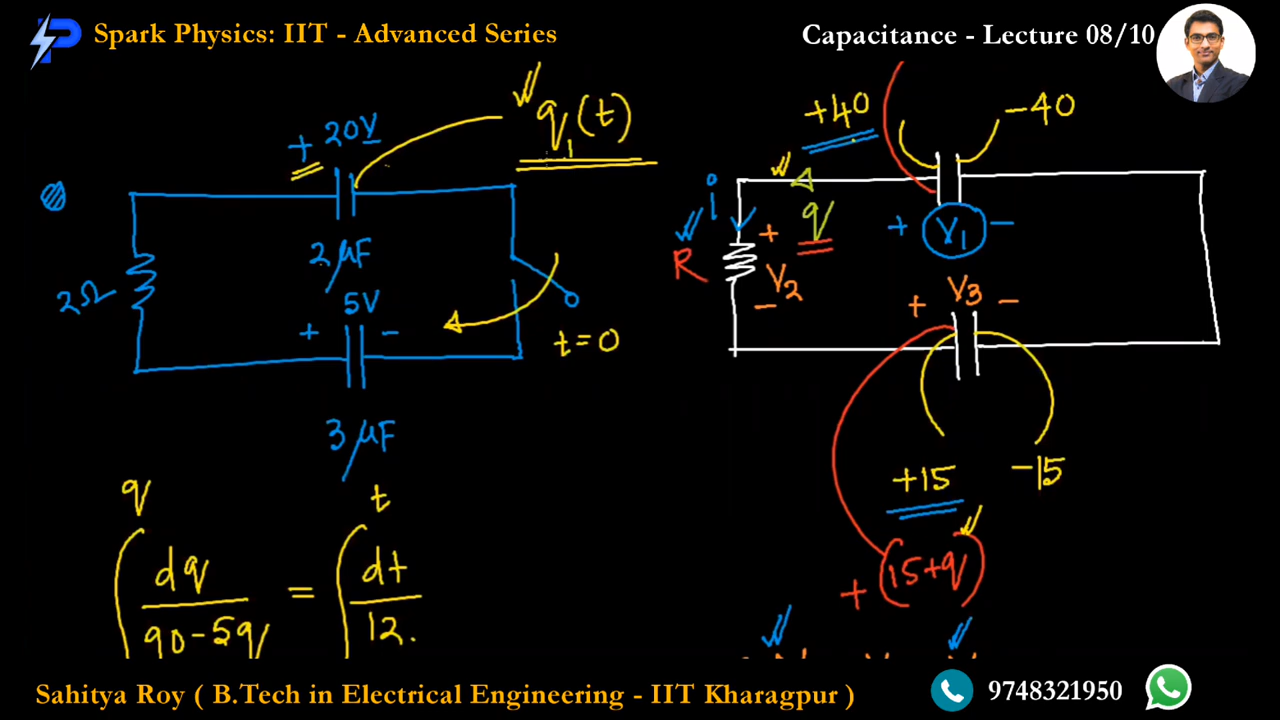 Spark Physics: IIT - Advanced Series
Capacitance - Lecture 08/10
+ 20V
q₁(t)
2μF
2Ω
5V
+ −
t=0
3μF
q t
∫ dq/(90-5q) = ∫ dt/12.
+40 −40
i
q
+ V₁ −
R
+
V₂
−
+ V₃ −
+15 −15
+(15+q)
Sahitya Roy ( B.Tech in Electrical Engineering - IIT Kharagpur )
9748321950